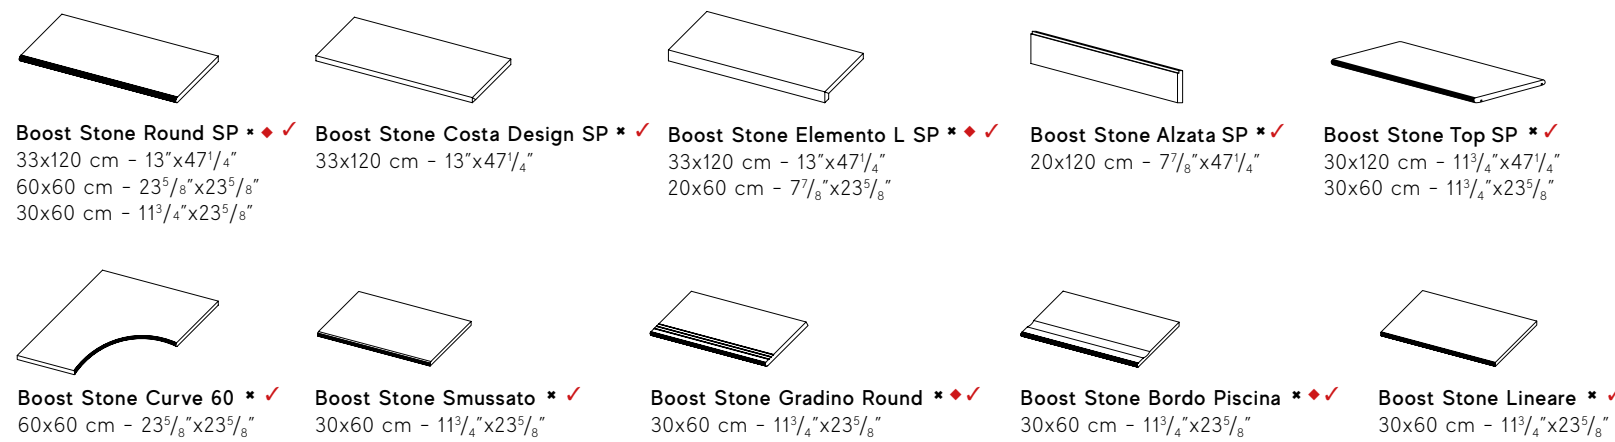 Boost Stone Round SP ✖ ◆ ✓
33x120 cm - 13”x47¹/₄”
60x60 cm - 23⁵/₈”x23⁵/₈”
30x60 cm - 11³/₄”x23⁵/₈”
Boost Stone Costa Design SP ✖ ✓
33x120 cm - 13”x47¹/₄”
Boost Stone Elemento L SP ✖ ◆ ✓
33x120 cm - 13”x47¹/₄”
20x60 cm - 7⁷/₈”x23⁵/₈”
Boost Stone Alzata SP ✖ ✓
20x120 cm - 7⁷/₈”x47¹/₄”
Boost Stone Top SP ✖ ✓
30x120 cm - 11³/₄”x47¹/₄”
30x60 cm - 11³/₄”x23⁵/₈”
Boost Stone Curve 60 ✖ ✓
60x60 cm - 23⁵/₈”x23⁵/₈”
Boost Stone Smussato ✖ ✓
30x60 cm - 11³/₄”x23⁵/₈”
Boost Stone Gradino Round ✖ ◆ ✓
30x60 cm - 11³/₄”x23⁵/₈”
Boost Stone Bordo Piscina ✖ ◆ ✓
30x60 cm - 11³/₄”x23⁵/₈”
Boost Stone Lineare ✖ ✓
30x60 cm - 11³/₄”x23⁵/₈”